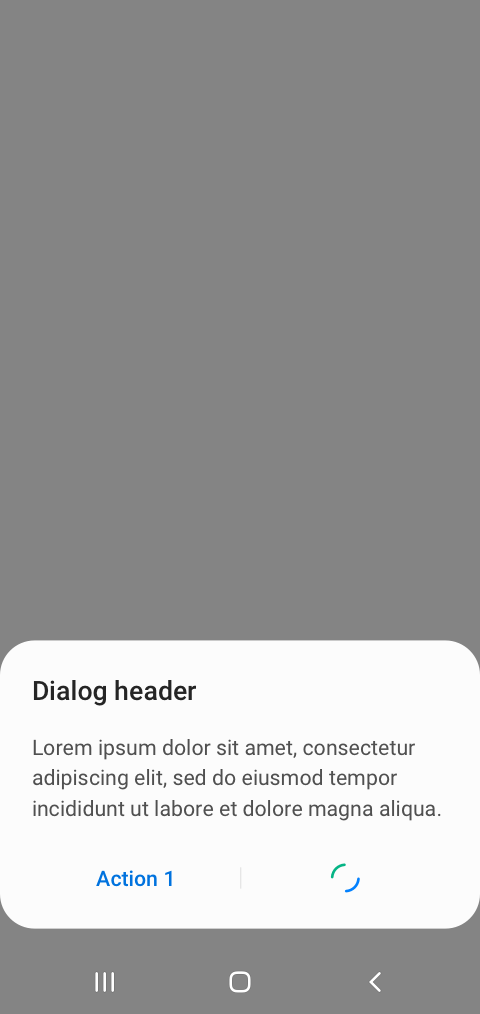 Dialog header
Lorem ipsum dolor sit amet, consectetur
adipiscing elit, sed do eiusmod tempor
incididunt ut labore et dolore magna aliqua.
Action 1